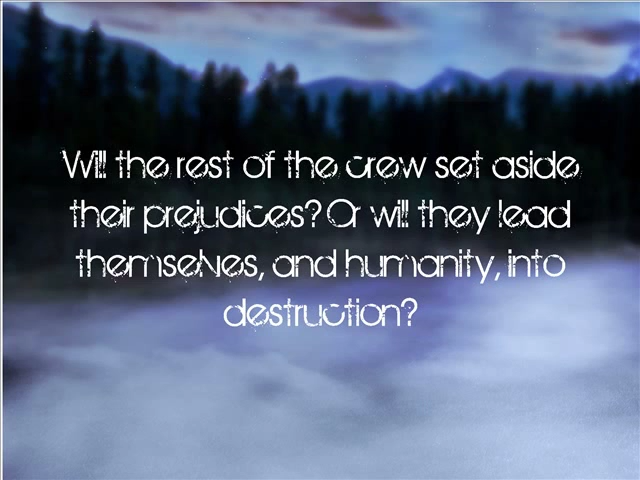 Will the rest of the crew set aside
their prejudices? Or will they lead
themselves, and humanity, into
destruction?